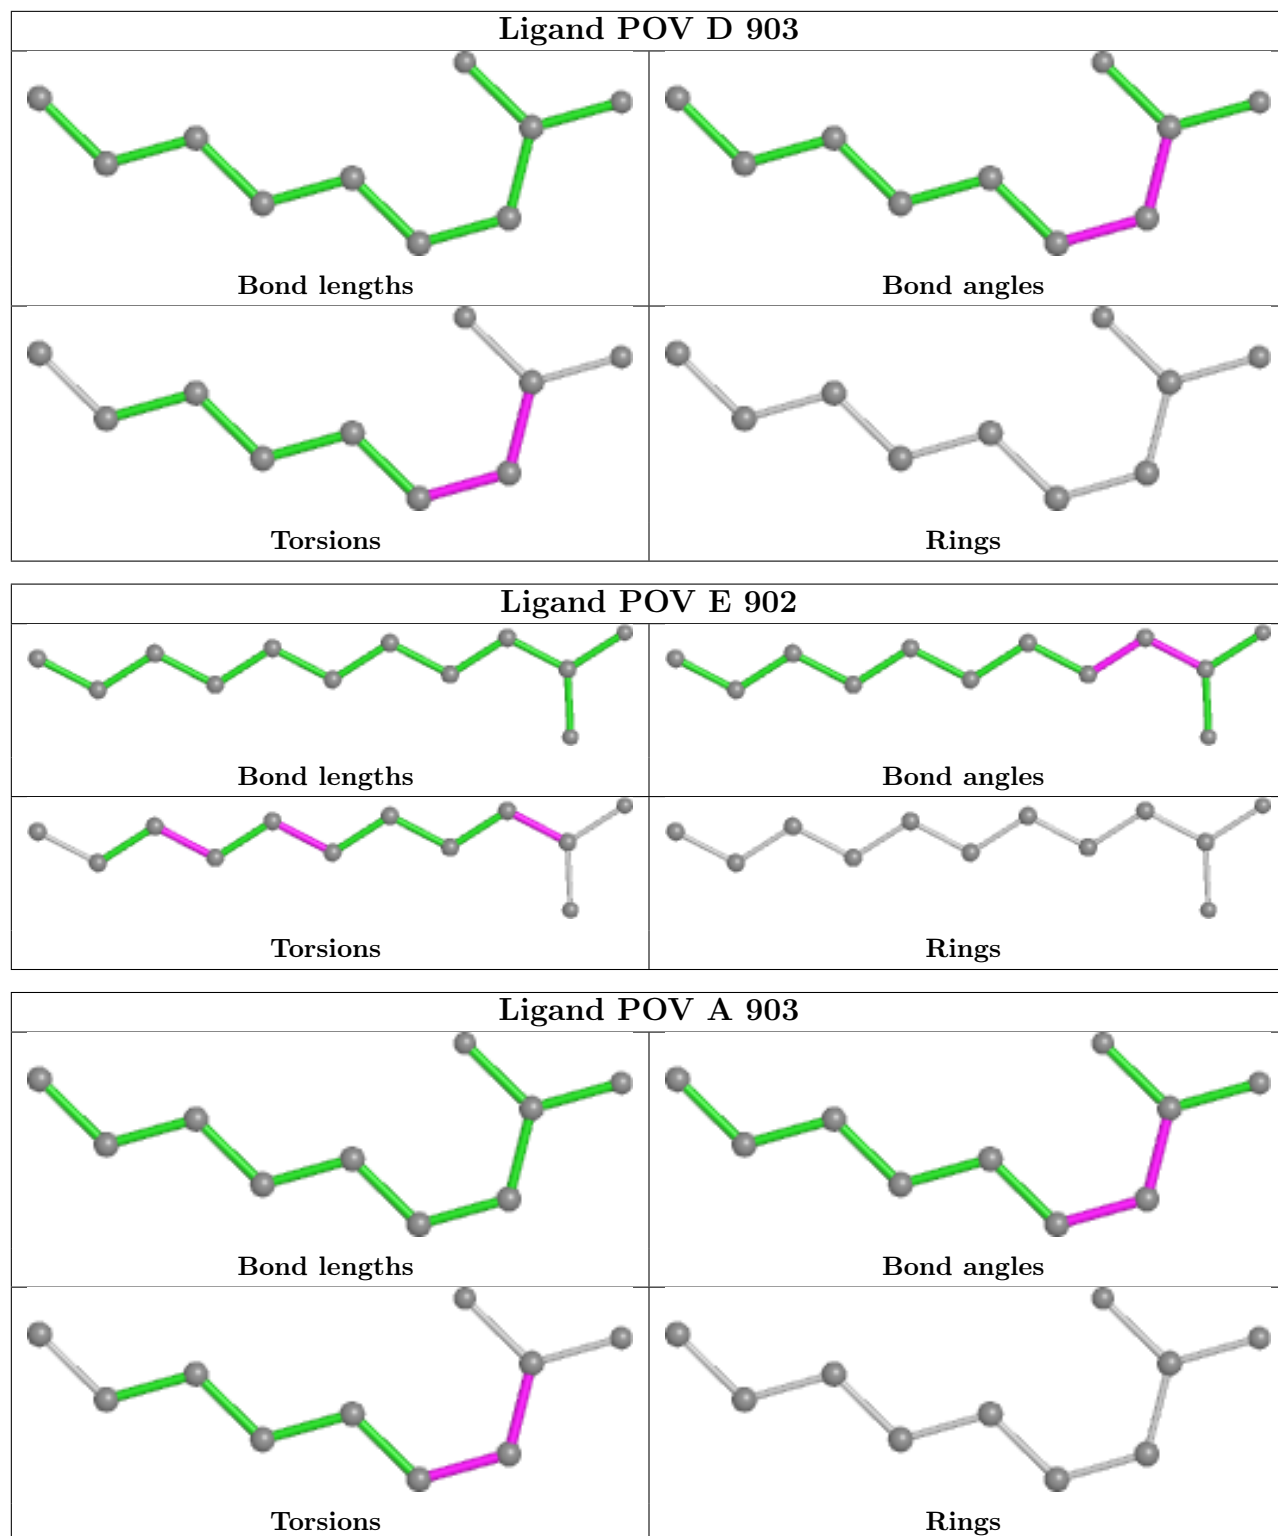 Ligand POV D 903
Bond lengths
Bond angles
Torsions
Rings
Ligand POV E 902
Bond lengths
Bond angles
Torsions
Rings
Ligand POV A 903
Bond lengths
Bond angles
Torsions
Rings